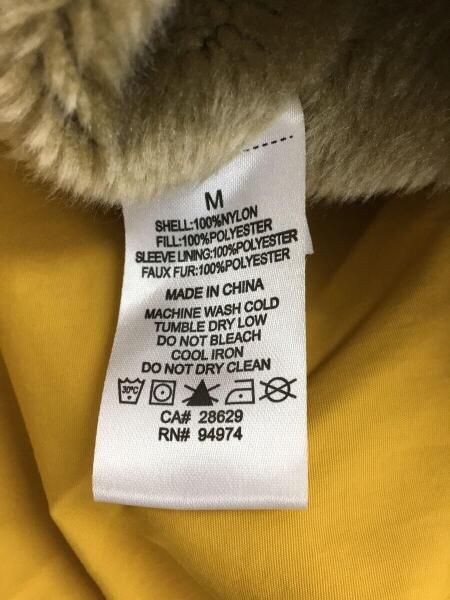 M
SHELL:100%NYLON
FILL:100%POLYESTER
SLEEVE LINING:100%POLYESTER
FAUX FUR:100%POLYESTER
MADE IN CHINA
MACHINE WASH COLD
TUMBLE DRY LOW
DO NOT BLEACH
COOL IRON
DO NOT DRY CLEAN
30°C
CA# 28629
RN# 94974